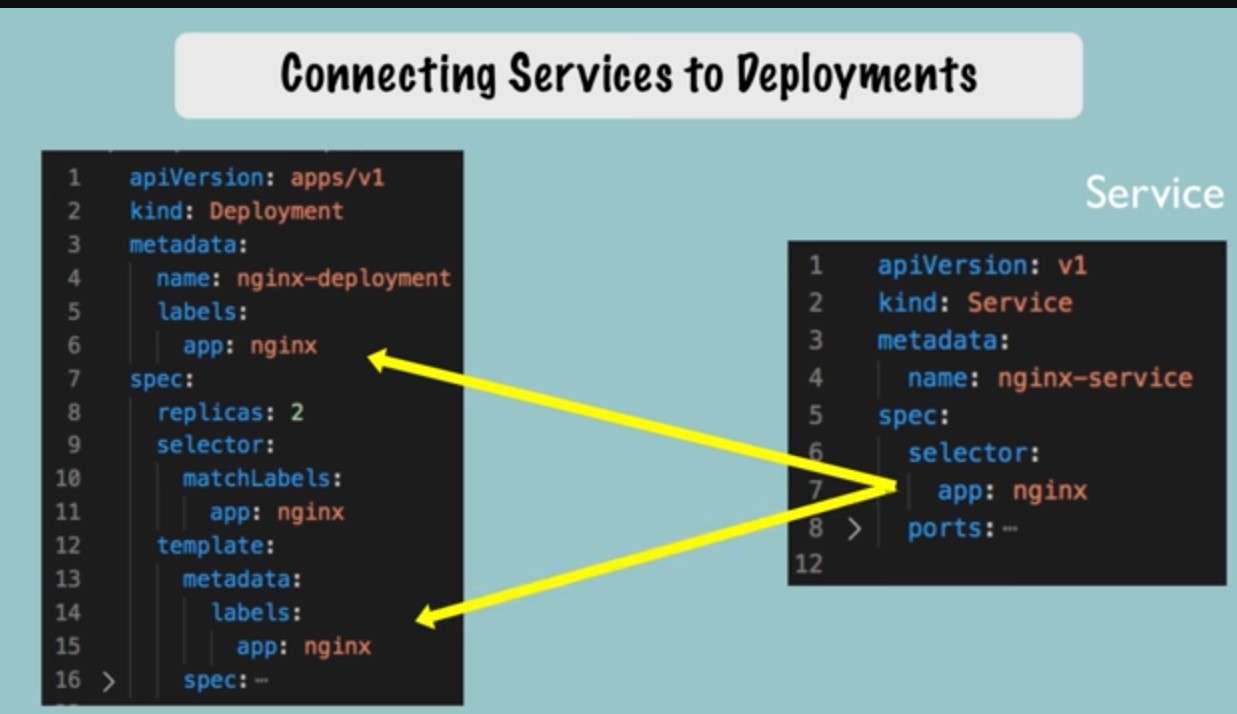 Connecting Services to Deployments
1 apiVersion: apps/v1
2 kind: Deployment
3 metadata:
4 name: nginx-deployment
5 labels:
6 app: nginx
7 spec:
8 replicas: 2
9 selector:
10 matchLabels:
11 app: nginx
12 template:
13 metadata:
14 labels:
15 app: nginx
16 > spec:⋯
Service
1 apiVersion: v1
2 kind: Service
3 metadata:
4 name: nginx-service
5 spec:
6 selector:
7 app: nginx
8 > ports:⋯
12